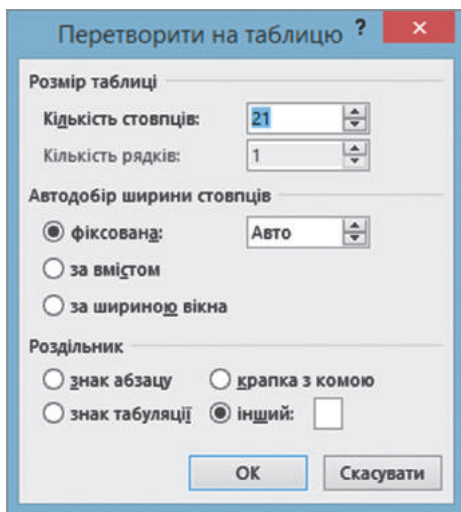 Перетворити на таблицю ? ×
Розмір таблиці
Кількість стовпців: 21
Кількість рядків: 1
Автодобір ширини стовпців
фіксована: Авто
за вмістом
за шириною вікна
Роздільник
знак абзацу крапка з комою
знак табуляції інший:
ОК Скасувати